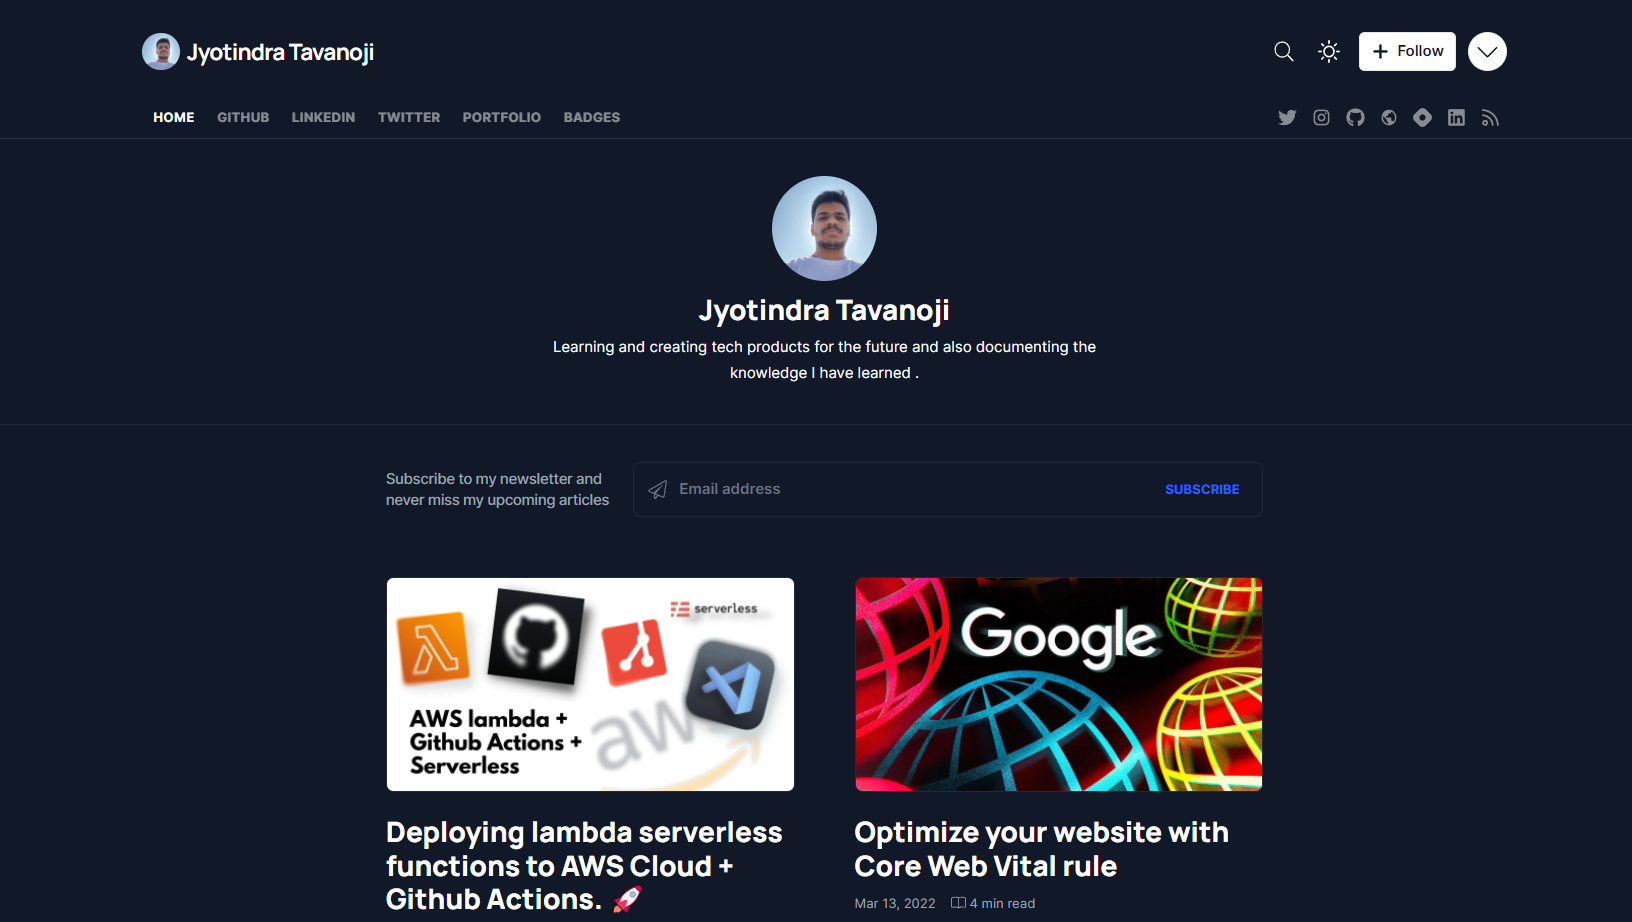 Jyotindra Tavanoji
Follow
HOME GITHUB LINKEDIN TWITTER PORTFOLIO BADGES
Jyotindra Tavanoji
Learning and creating tech products for the future and also documenting the
knowledge I have learned .
Subscribe to my newsletter and
never miss my upcoming articles
Email address
SUBSCRIBE
serverless
aws
AWS lambda +
Github Actions +
Serverless
Google
Deploying lambda serverless
functions to AWS Cloud +
Github Actions. 🚀
Optimize your website with
Core Web Vital rule
Mar 13, 2022 4 min read